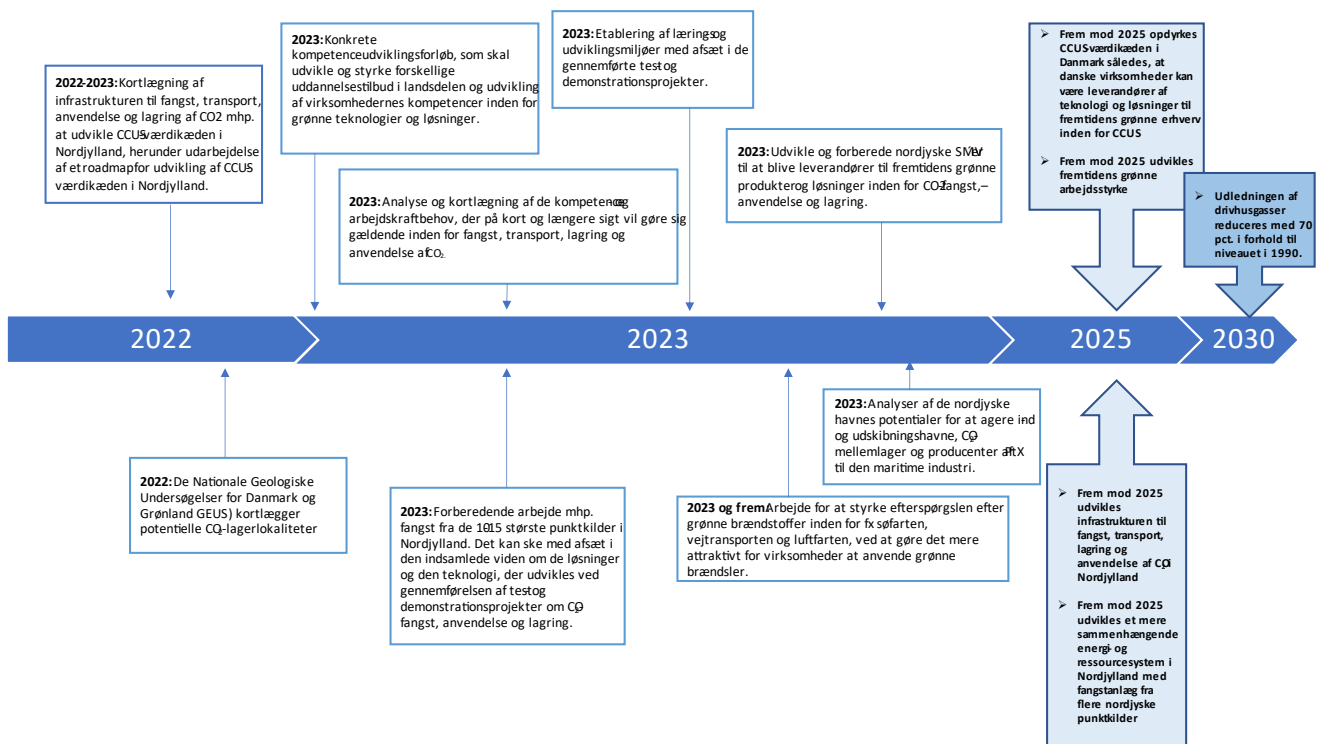 2022-2023: Kortlægning af
infrastrukturen til fangst, transport,
anvendelse og lagring af CO2 mhp.
at udvikle CCUS-værdikæden i
Nordjylland, herunder udarbejdelse
af et roadmap for udvikling af CCUS-
værdikæden i Nordjylland.
2023: Konkrete
kompetenceudviklingsforløb, som skal
udvikle og styrke forskellige
uddannelsestilbud i landsdelen og udvikling
af virksomhedernes kompetencer inden for
grønne teknologier og løsninger.
2023: Analyse og kortlægning af de kompetence- og
arbejdskraftbehov, der på kort og længere sigt vil gøre sig
gældende inden for fangst, transport, lagring og
anvendelse af CO₂.
2023: Etablering af lærings- og
udviklingsmiljøer med afsæt i de
gennemførte test- og
demonstrationsprojekter.
2023: Udvikle og forberede nordjyske SMV'er
til at blive leverandører til fremtidens grønne
produkter og løsninger inden for CO2-fangst, –
anvendelse og lagring.
➢ Frem mod 2025 opdyrkes
CCUS-værdikæden i
Danmark således, at
danske virksomheder kan
være leverandører af
teknologi og løsninger til
fremtidens grønne erhverv
inden for CCUS
➢ Frem mod 2025 udvikles
fremtidens grønne
arbejdsstyrke
➢ Udledningen af
drivhusgasser
reduceres med 70
pct. i forhold til
niveauet i 1990.
2022
2023
2025
2030
2022: De Nationale Geologiske
Undersøgelser for Danmark og
Grønland GEUS) kortlægger
potentielle CO₂-lagerlokaliteter
2023: Forberedende arbejde mhp.
fangst fra de 10-15 største punktkilder i
Nordjylland. Det kan ske med afsæt i
den indsamlede viden om de løsninger
og den teknologi, der udvikles ved
gennemførelsen af test- og
demonstrationsprojekter om CO₂-
fangst, anvendelse og lagring.
2023 og frem: Arbejde for at styrke efterspørgslen efter
grønne brændstoffer inden for fx søfarten,
vejtransporten og luftfarten, ved at gøre det mere
attraktivt for virksomheder at anvende grønne
brændsler.
2023: Analyser af de nordjyske
havnes potentialer for at agere ind-
og udskibningshavne, CO₂-
mellemlager og producenter af PtX
til den maritime industri.
➢ Frem mod 2025
udvikles
infrastrukturen til
fangst, transport,
lagring og
anvendelse af CO₂ i
Nordjylland
➢ Frem mod 2025
udvikles et mere
sammenhængende
energi- og
ressourcesystem i
Nordjylland med
fangstanlæg fra
flere nordjyske
punktkilder